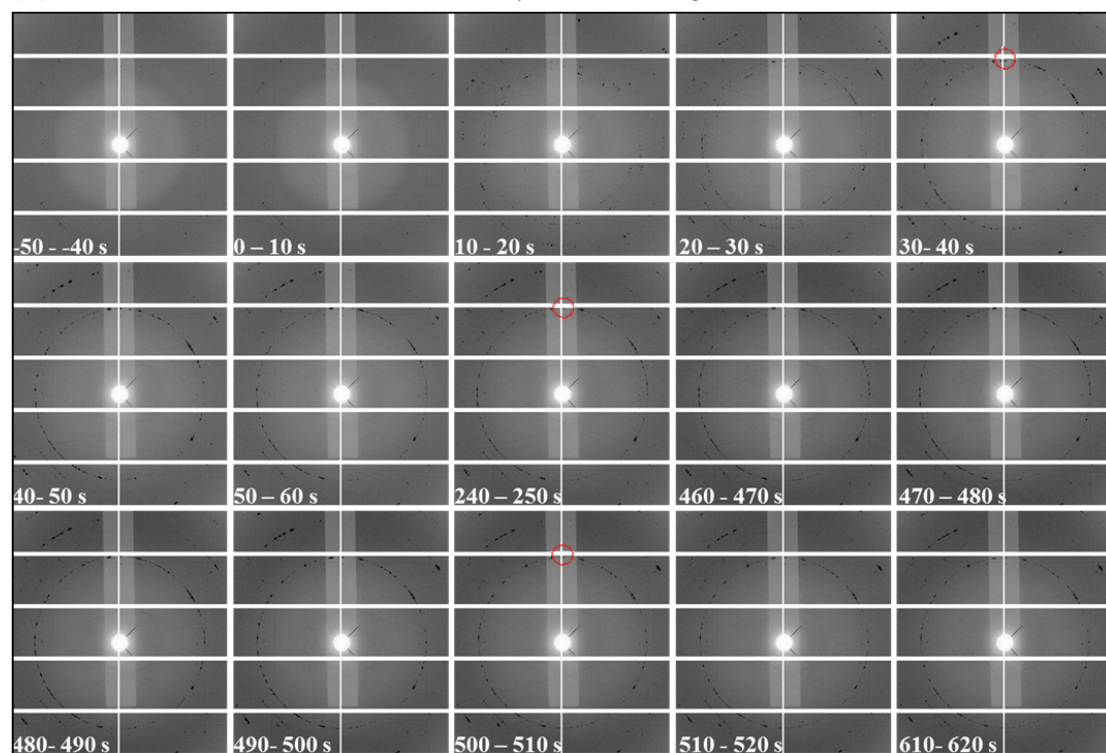 -50 - -40 s
0 – 10 s
10 - 20 s
20 – 30 s
30- 40 s
40- 50 s
50 – 60 s
240 – 250 s
460 - 470 s
470 – 480 s
480- 490 s
490- 500 s
500 – 510 s
510 – 520 s
610- 620 s